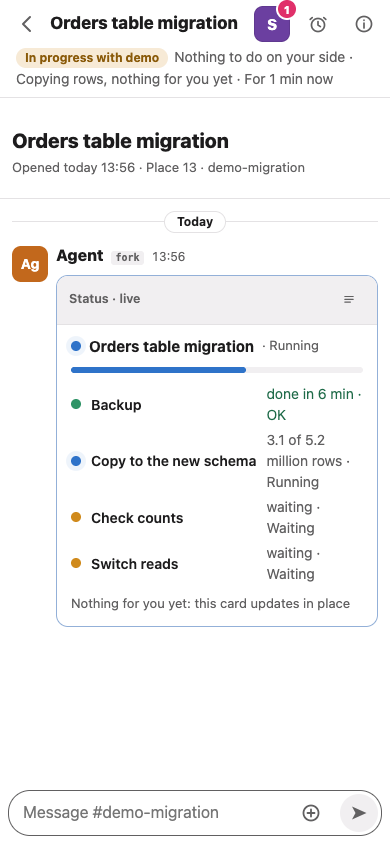 Orders table migration
S
1
In progress with demo Nothing to do on your side ·
Copying rows, nothing for you yet · For 1 min now
Orders table migration
Opened today 13:56 · Place 13 · demo-migration
Today
Ag
Agent fork 13:56
Status · live
Orders table migration · Running
Backup
done in 6 min ·
OK
Copy to the new schema
3.1 of 5.2
million rows ·
Running
Check counts
waiting ·
Waiting
Switch reads
waiting ·
Waiting
Nothing for you yet: this card updates in place
Message #demo-migration